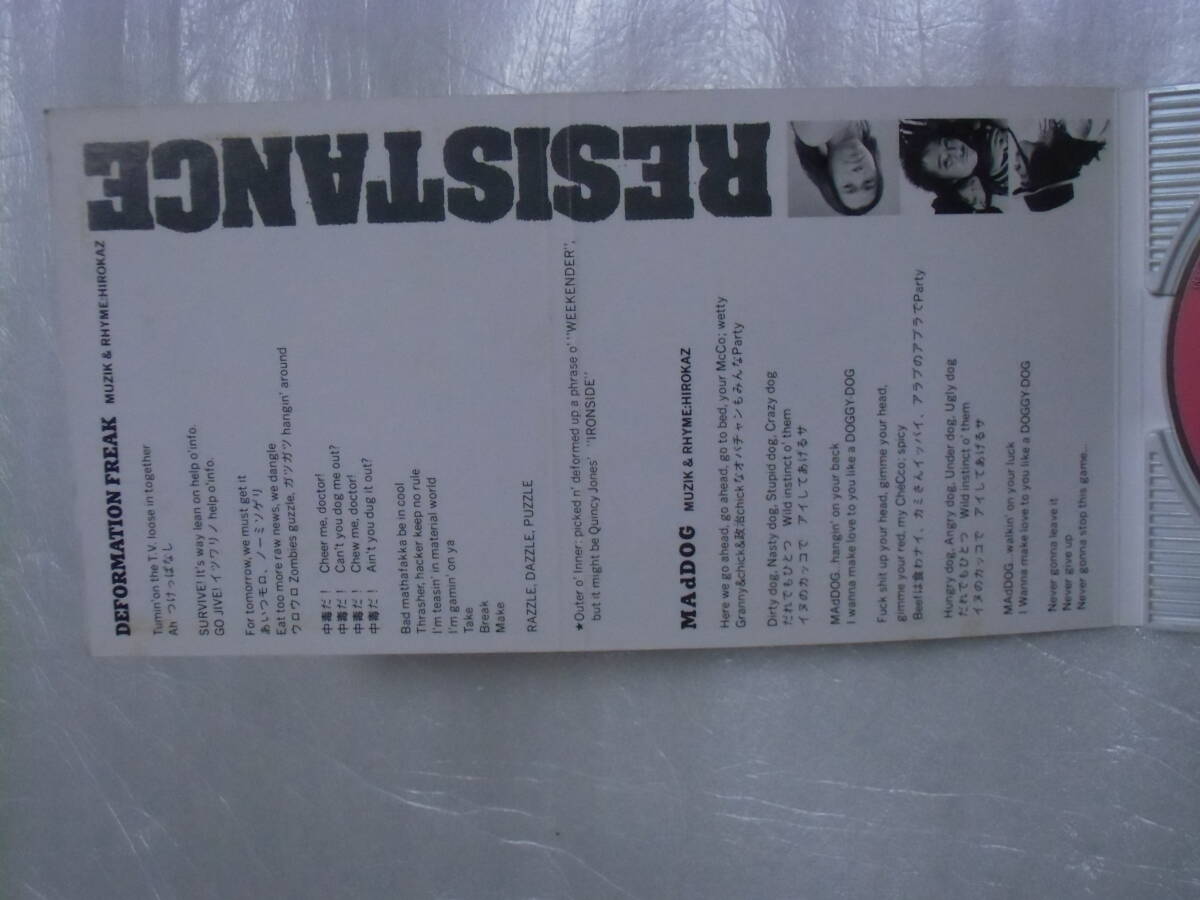 RESISTANCE
DEFORMATION FREAK MUZIK & RHYME:HIROKAZ
Turnin' on the T.V. loose in together
Ah つけっぱなし
SURVIVE! It's way lean on help o' info.
GO JIVE! イツワリノ help o' info.
For tomorrow, we must get it
あいつモロ、ノーミソゲリ
Eat too more raw news, we dangle
ウロウロ Zombies guzzle, ガツガツ hangin' around
中毒だ！ Cheer me, doctor!
中毒だ！ Can't you dog me out?
中毒だ！ Chew me, doctor!
中毒だ！ Ain't you dug it out?
Bad mathafakka be in cool
Thrasher, hacker keep no rule
I'm teasin' in material world
I'm gamin' on ya
Take
Break
Make
RAZZLE, DAZZLE, PUZZLE
★Outer o' Inner: picked n' deformed up a phrase o' "WEEKENDER",
but it might be Quincy Jones' "IRONSIDE"
MAdDOG MUZIK & RHYME:HIROKAZ
Here we go ahead, go ahead, go to bed, your McCo; wetty
Granny&chick&政治chickなオバチャンもみんなParty
Dirty dog, Nasty dog, Stupid dog, Crazy dog
だれでもひとつ Wild instinct o' them
イヌのカッコで アイしてあげるサ
MAdDOG...hangin' on your back
I wanna make love to you like a DOGGY-DOG
Fuck shit up your head, gimme your head,
gimme your red, my CheCco; spicy
Beefは食わナイ、カミさんイッパイ、アラブのアブラでParty
Hungry dog, Angry dog, Under dog, Ugly dog
だれでもひとつ Wild instinct o' them
イヌのカッコで アイしてあげるサ
MAdDOG...walkin' on your luck
I Wanna make love to you like a DOGGY-DOG
Never gonna leave it
Never give up
Never gonna stop this game...